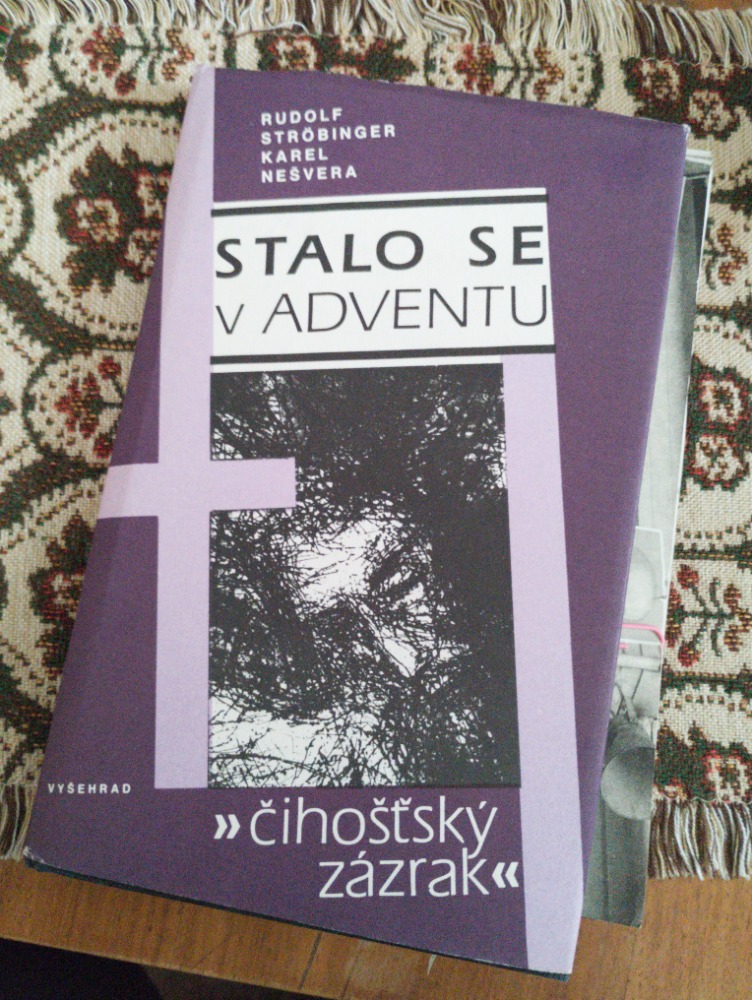 RUDOLF
STRÖBINGER
KAREL
NEŠVERA
STALO SE
V ADVENTU
VYŠEHRAD
»čihošťský
zázrak«